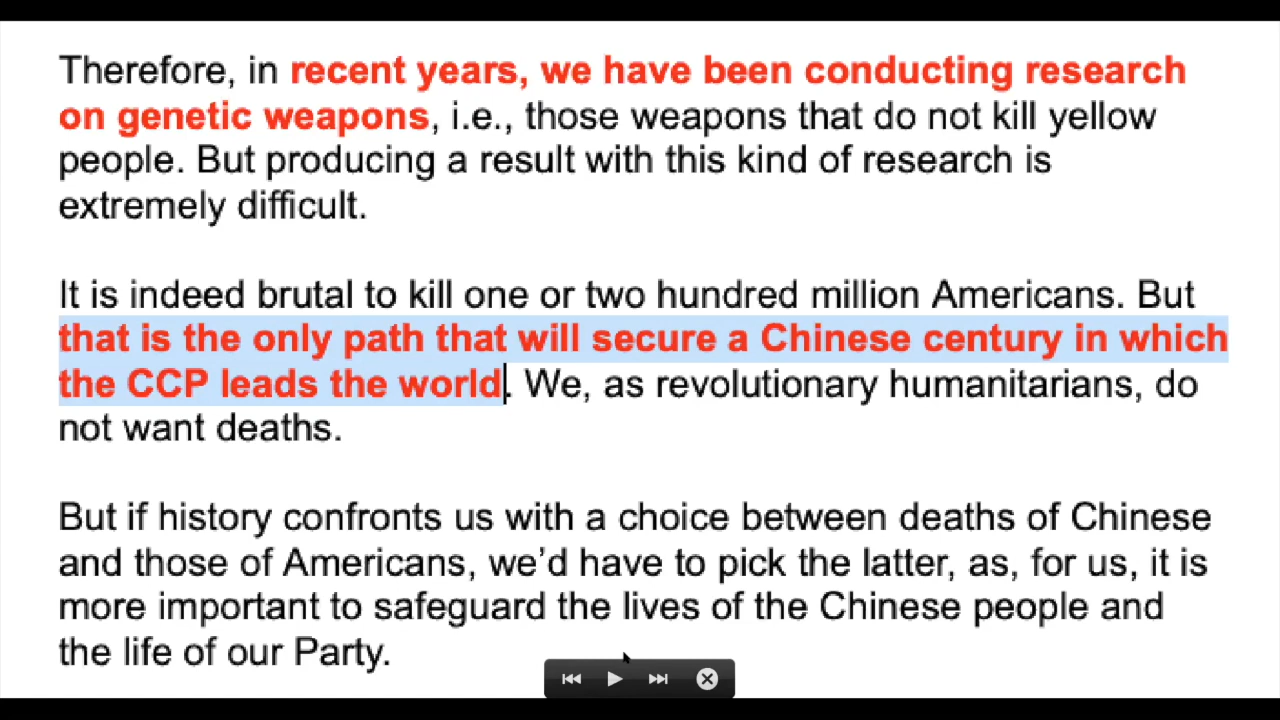 Therefore, in recent years, we have been conducting research
on genetic weapons, i.e., those weapons that do not kill yellow
people. But producing a result with this kind of research is
extremely difficult.
It is indeed brutal to kill one or two hundred million Americans. But
that is the only path that will secure a Chinese century in which
the CCP leads the world. We, as revolutionary humanitarians, do
not want deaths.
But if history confronts us with a choice between deaths of Chinese
and those of Americans, we’d have to pick the latter, as, for us, it is
more important to safeguard the lives of the Chinese people and
the life of our Party.